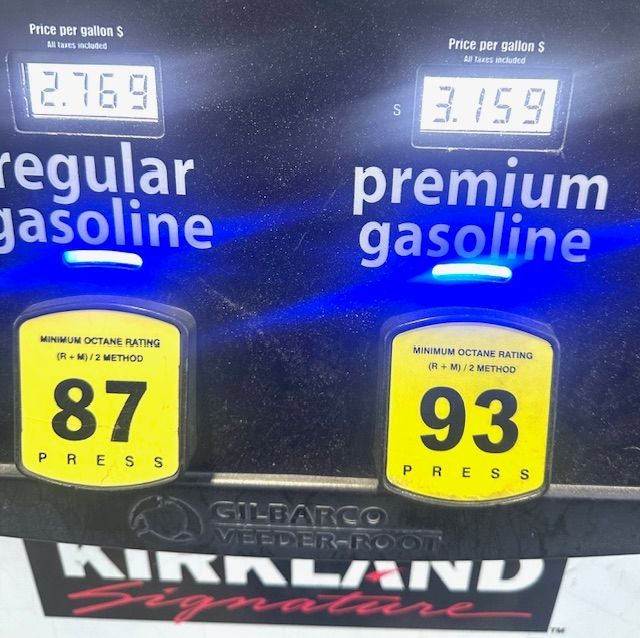 Price per gallon $
All taxes included
2.769
regular
gasoline
MINIMUM OCTANE RATING
(R + M) / 2 METHOD
87
PRESS
Price per gallon $
All taxes included
$ 3.159
premium
gasoline
MINIMUM OCTANE RATING
(R + M) / 2 METHOD
93
PRESS
GILBARCO
VEEDER-ROOT
KIRKLAND
Signature
TM